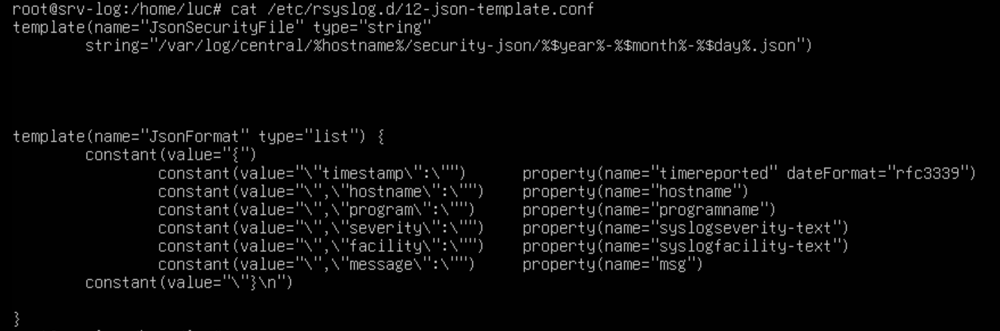 root@srv-log:/home/luc# cat /etc/rsyslog.d/12-json-template.conf
template(name="JsonSecurityFile" type="string"
string="/var/log/central/%hostname%/security-json/%$year%-%$month%-%$day%.json")
template(name="JsonFormat" type="list") {
constant(value="{")
constant(value="\"timestamp\":\"") property(name="timereported" dateFormat="rfc3339")
constant(value="\",\"hostname\":\"") property(name="hostname")
constant(value="\",\"program\":\"") property(name="programname")
constant(value="\",\"severity\":\"") property(name="syslogseverity-text")
constant(value="\",\"facility\":\"") property(name="syslogfacility-text")
constant(value="\",\"message\":\"") property(name="msg")
constant(value="\"}\n")
}